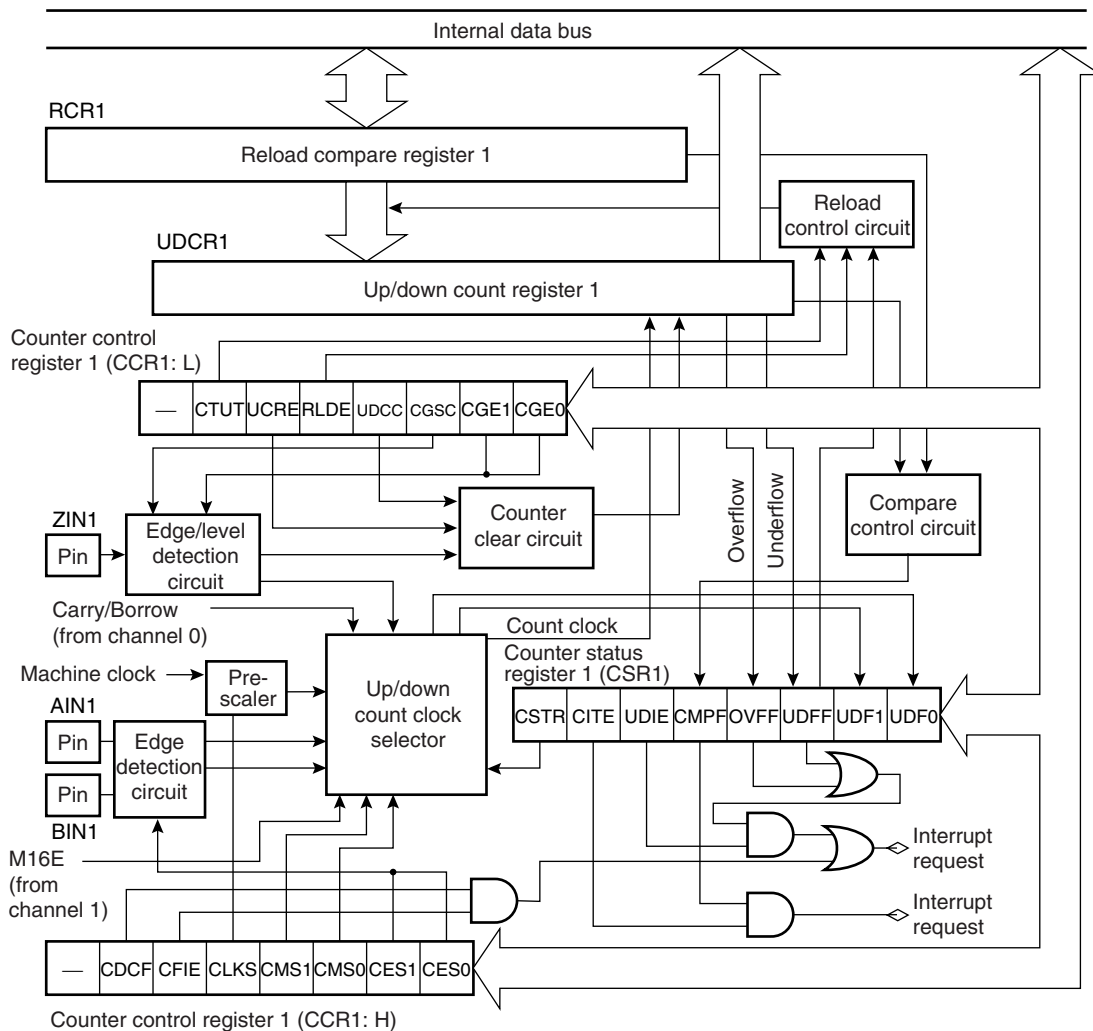 Internal data bus
RCR1
Reload compare register 1
Reload
control circuit
UDCR1
Up/down count register 1
Counter control
register 1 (CCR1: L)
— CTUT UCRE RLDE UDCC CGSC CGE1 CGE0
Overflow
Underflow
Compare
control circuit
Counter
clear circuit
ZIN1
Pin
Edge/level
detection
circuit
Carry/Borrow
(from channel 0)
Count clock
Counter status
register 1 (CSR1)
Machine clock
Pre-
scaler
Up/down
count clock
selector
CSTR CITE UDIE CMPF OVFF UDFF UDF1 UDF0
AIN1
Pin
Edge
detection
circuit
Pin
BIN1
M16E
(from
channel 1)
Interrupt
request
Interrupt
request
— CDCF CFIE CLKS CMS1 CMS0 CES1 CES0
Counter control register 1 (CCR1: H)